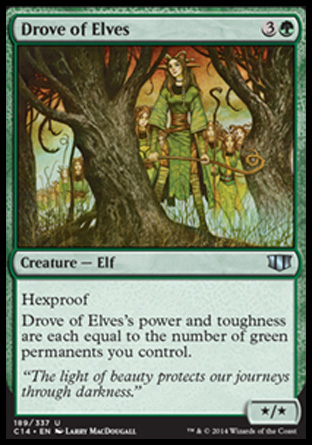 Drove of Elves 3
Creature — Elf
Hexproof
Drove of Elves's power and toughness
are each equal to the number of green
permanents you control.
"The light of beauty protects our journeys
through darkness."
*/*
189/337 U
C14 • EN Larry MacDougall ™ & © 2014 Wizards of the Coast